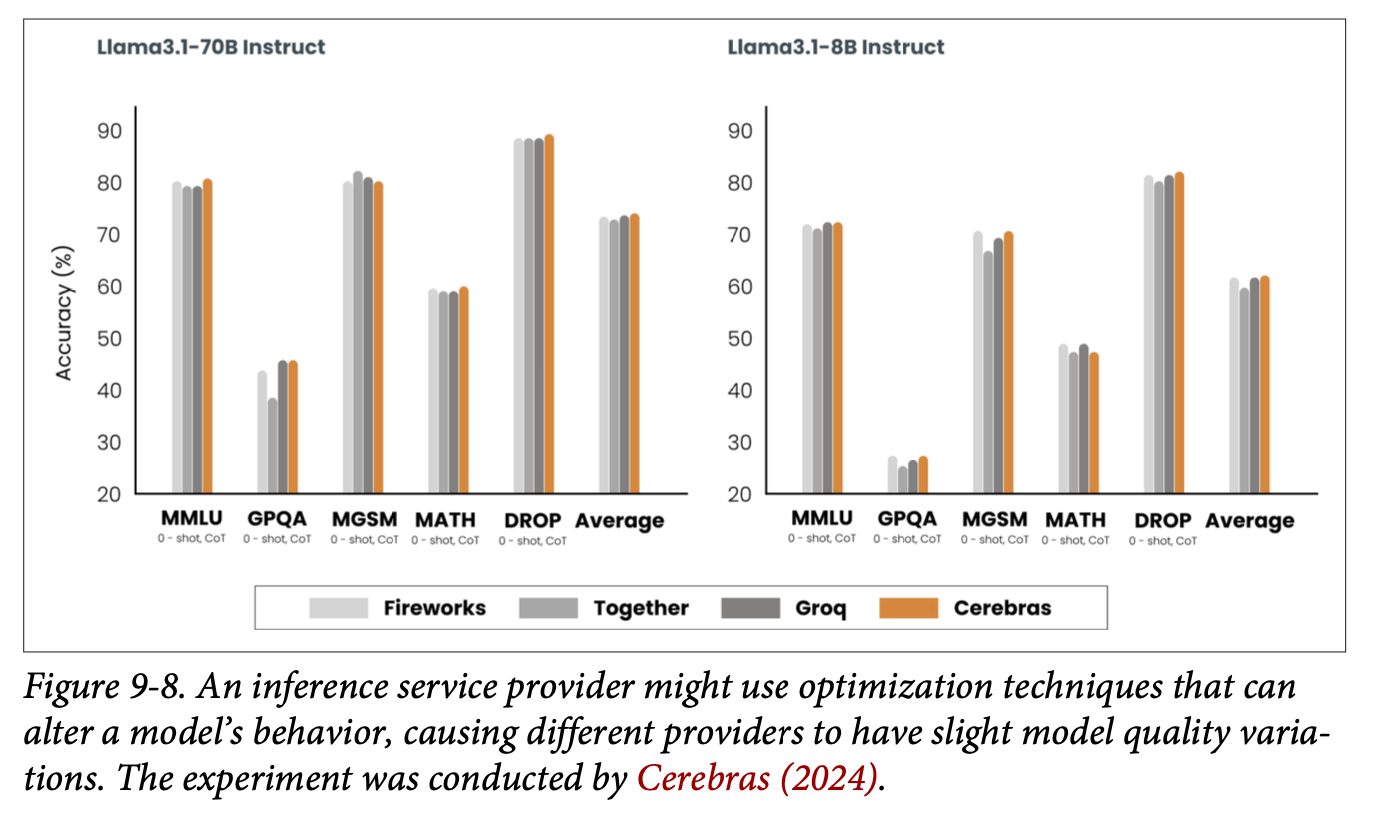 Llama3.1-70B Instruct
Accuracy (%)
90
80
70
60
50
40
30
20
MMLU GPQA MGSM MATH DROP Average
0 - shot, CoT 0 - shot, CoT 0 - shot, CoT 0 - shot, CoT 0 - shot, CoT
Llama3.1-8B Instruct
90
80
70
60
50
40
30
20
MMLU GPQA MGSM MATH DROP Average
0 - shot, CoT 0 - shot, CoT 0 - shot, CoT 0 - shot, CoT 0 - shot, CoT
Fireworks Together Groq Cerebras
Figure 9-8. An inference service provider might use optimization techniques that can
alter a model’s behavior, causing different providers to have slight model quality varia-
tions. The experiment was conducted by Cerebras (2024).